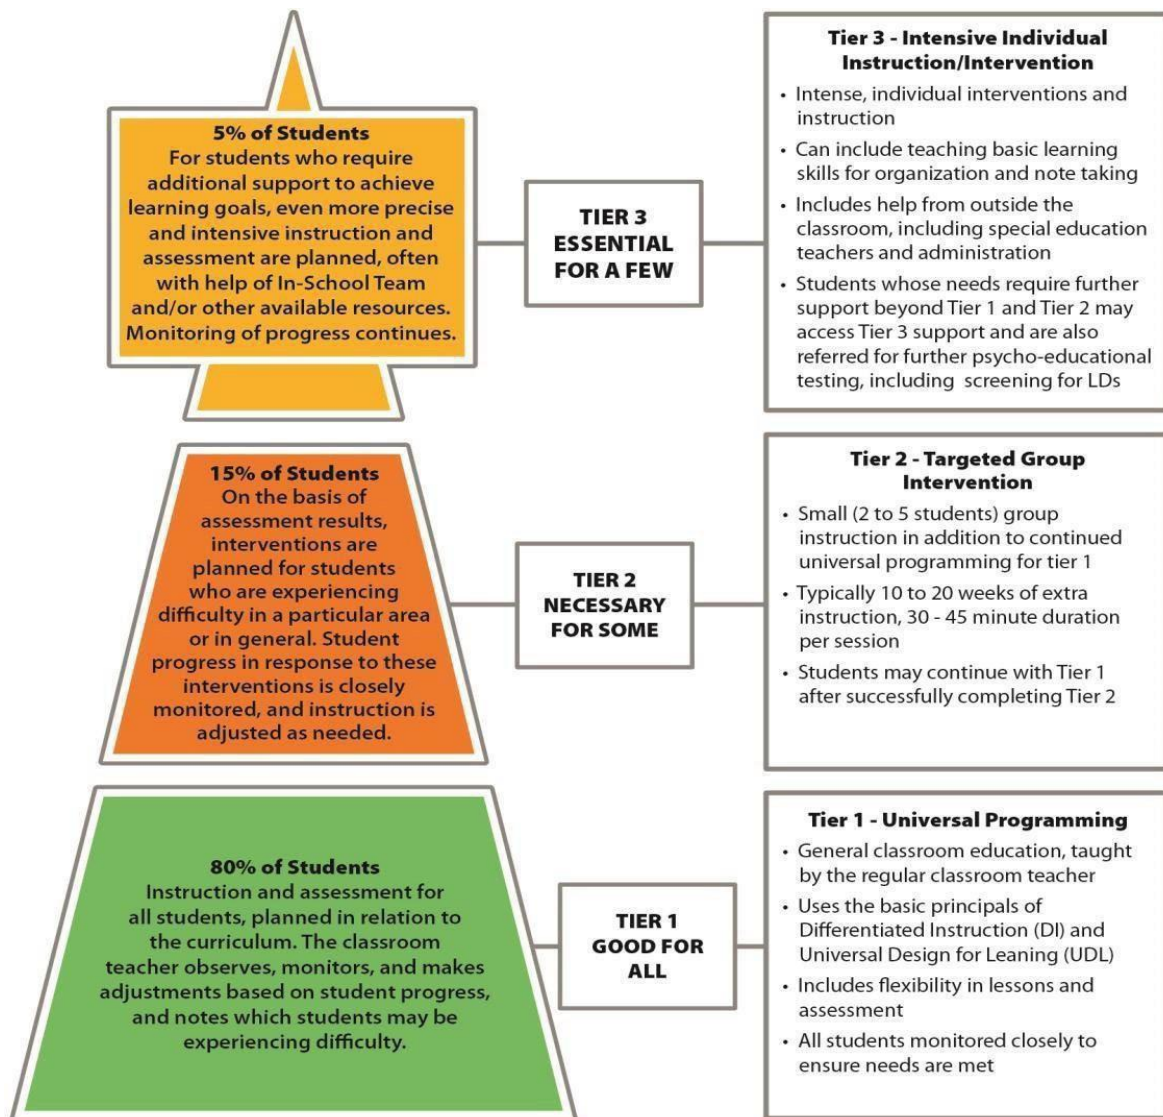 5% of Students
For students who require
additional support to achieve
learning goals, even more precise
and intensive instruction and
assessment are planned, often
with help of In-School Team
and/or other available resources.
Monitoring of progress continues.
TIER 3
ESSENTIAL
FOR A FEW
Tier 3 - Intensive Individual
Instruction/Intervention
• Intense, individual interventions and
instruction
• Can include teaching basic learning
skills for organization and note taking
• Includes help from outside the
classroom, including special education
teachers and administration
• Students whose needs require further
support beyond Tier 1 and Tier 2 may
access Tier 3 support and are also
referred for further psycho-educational
testing, including screening for LDs
15% of Students
On the basis of
assessment results,
interventions are
planned for students
who are experiencing
difficulty in a particular area
or in general. Student
progress in response to these
interventions is closely
monitored, and instruction is
adjusted as needed.
TIER 2
NECESSARY
FOR SOME
Tier 2 - Targeted Group
Intervention
• Small (2 to 5 students) group
instruction in addition to continued
universal programming for tier 1
• Typically 10 to 20 weeks of extra
instruction, 30 - 45 minute duration
per session
• Students may continue with Tier 1
after successfully completing Tier 2
80% of Students
Instruction and assessment for
all students, planned in relation to
the curriculum. The classroom
teacher observes, monitors, and makes
adjustments based on student progress,
and notes which students may be
experiencing difficulty.
TIER 1
GOOD FOR
ALL
Tier 1 - Universal Programming
• General classroom education, taught
by the regular classroom teacher
• Uses the basic principals of
Differentiated Instruction (DI) and
Universal Design for Leaning (UDL)
• Includes flexibility in lessons and
assessment
• All students monitored closely to
ensure needs are met